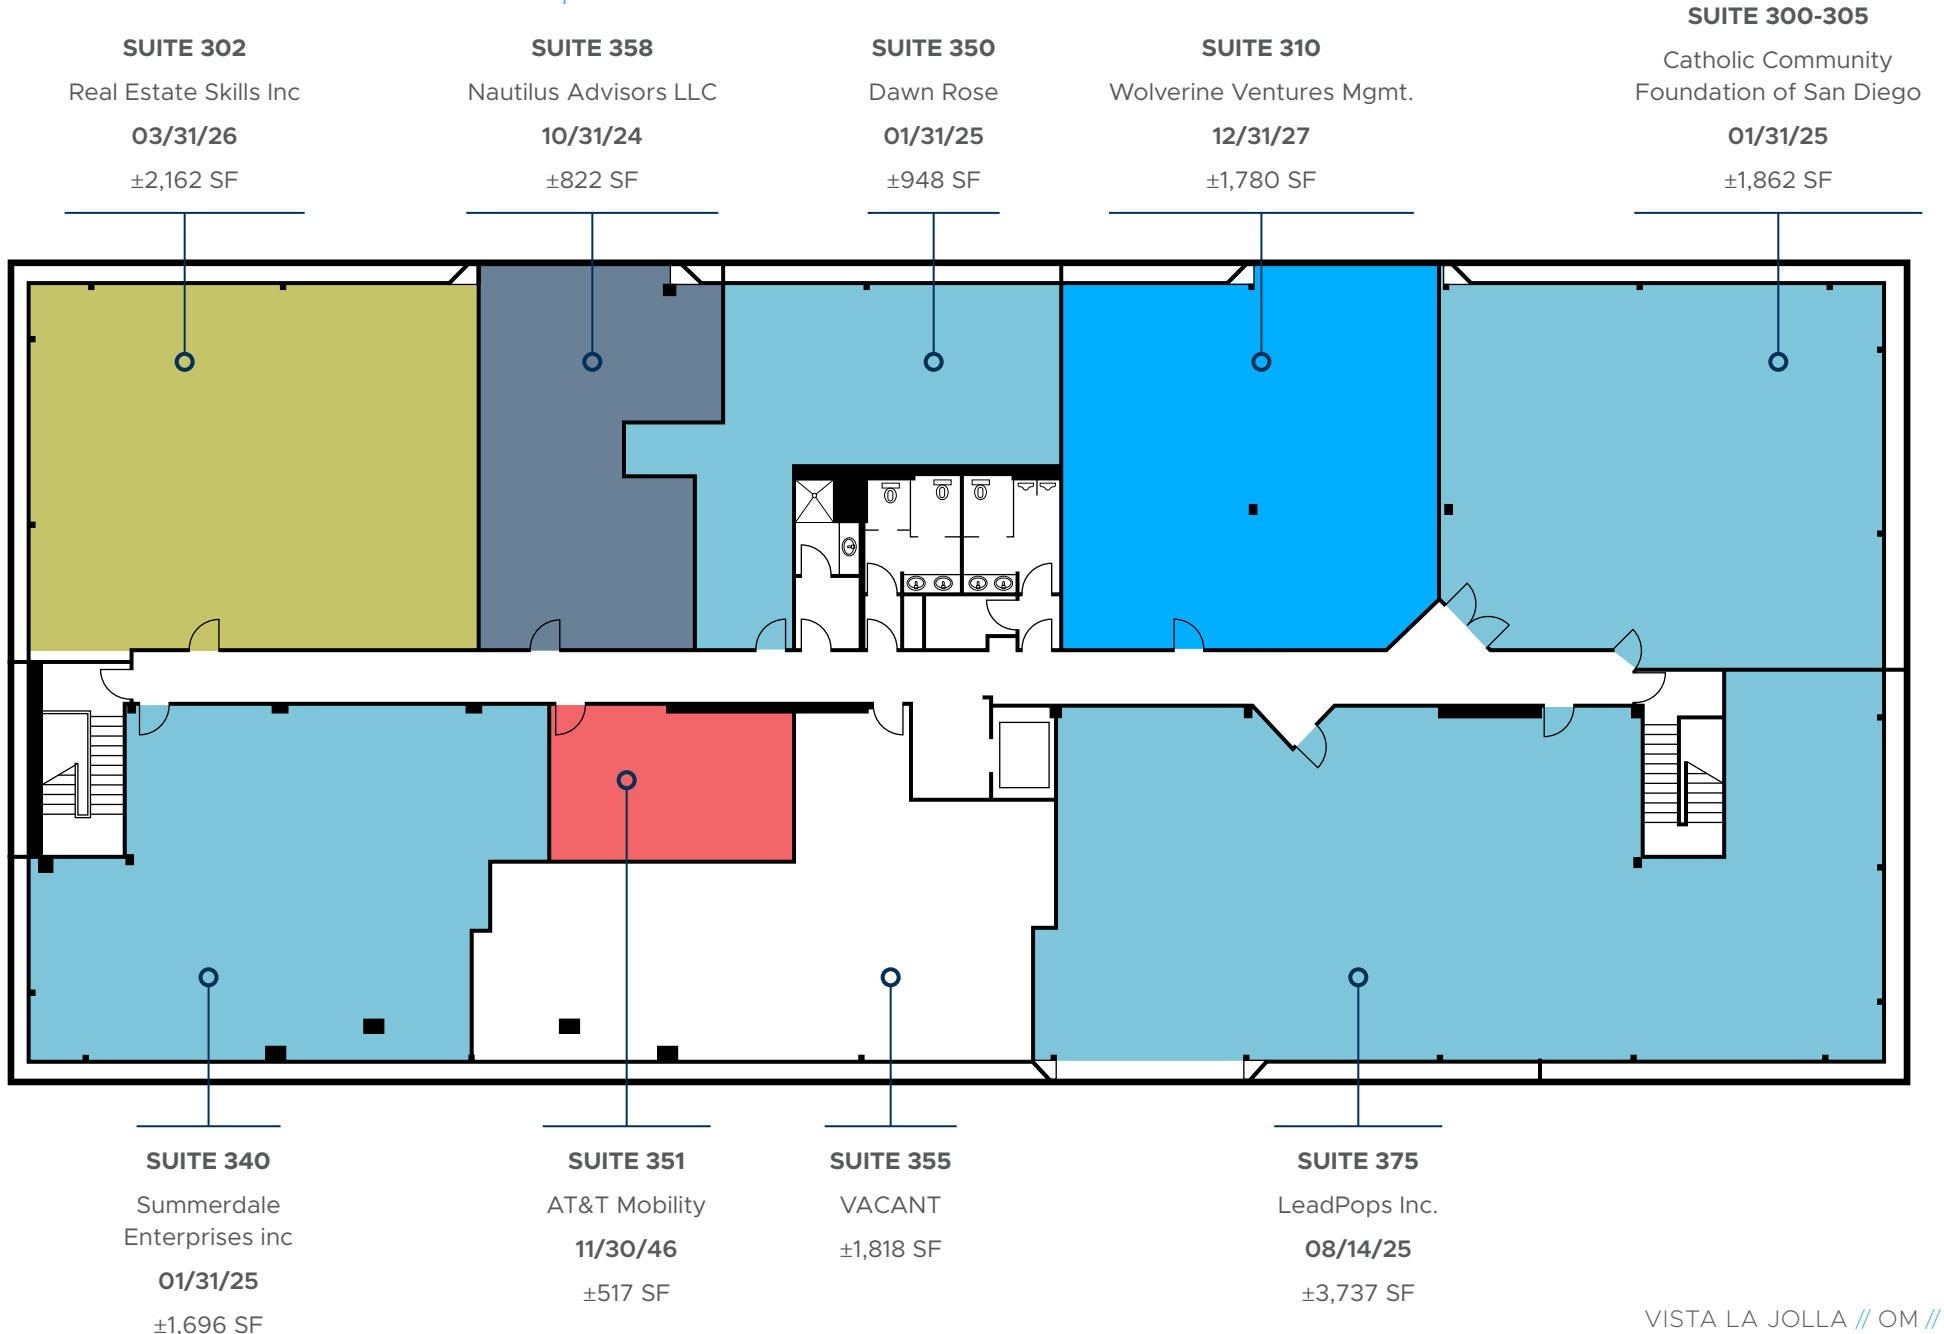 SUITE 302
Real Estate Skills Inc
03/31/26
±2,162 SF
SUITE 358
Nautilus Advisors LLC
10/31/24
±822 SF
SUITE 350
Dawn Rose
01/31/25
±948 SF
SUITE 310
Wolverine Ventures Mgmt.
12/31/27
±1,780 SF
SUITE 300-305
Catholic Community
Foundation of San Diego
01/31/25
±1,862 SF
SUITE 340
Summerdale
Enterprises inc
01/31/25
±1,696 SF
SUITE 351
AT&T Mobility
11/30/46
±517 SF
SUITE 355
VACANT
±1,818 SF
SUITE 375
LeadPops Inc.
08/14/25
±3,737 SF
VISTA LA JOLLA // OM //